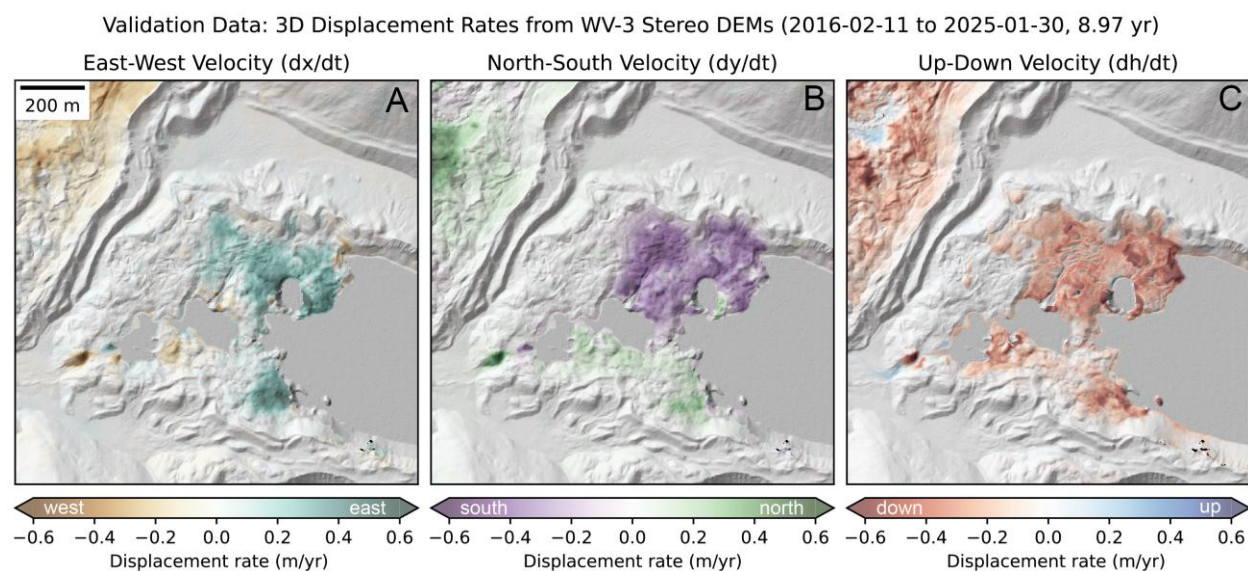 Validation Data: 3D Displacement Rates from WV-3 Stereo DEMs (2016-02-11 to 2025-01-30, 8.97 yr)
East-West Velocity (dx/dt)
North-South Velocity (dy/dt)
Up-Down Velocity (dh/dt)
200 m
A
B
C
west
east
−0.6 −0.4 −0.2 0.0 0.2 0.4 0.6
Displacement rate (m/yr)
south
north
−0.6 −0.4 −0.2 0.0 0.2 0.4 0.6
Displacement rate (m/yr)
down
up
−0.6 −0.4 −0.2 0.0 0.2 0.4 0.6
Displacement rate (m/yr)